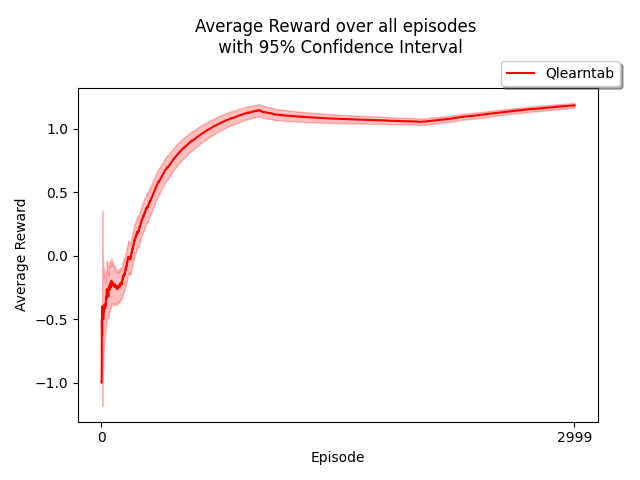 Average Reward over all episodes
with 95% Confidence Interval
Qlearntab
1.0
0.5
0.0
−0.5
−1.0
Average Reward
0
2999
Episode